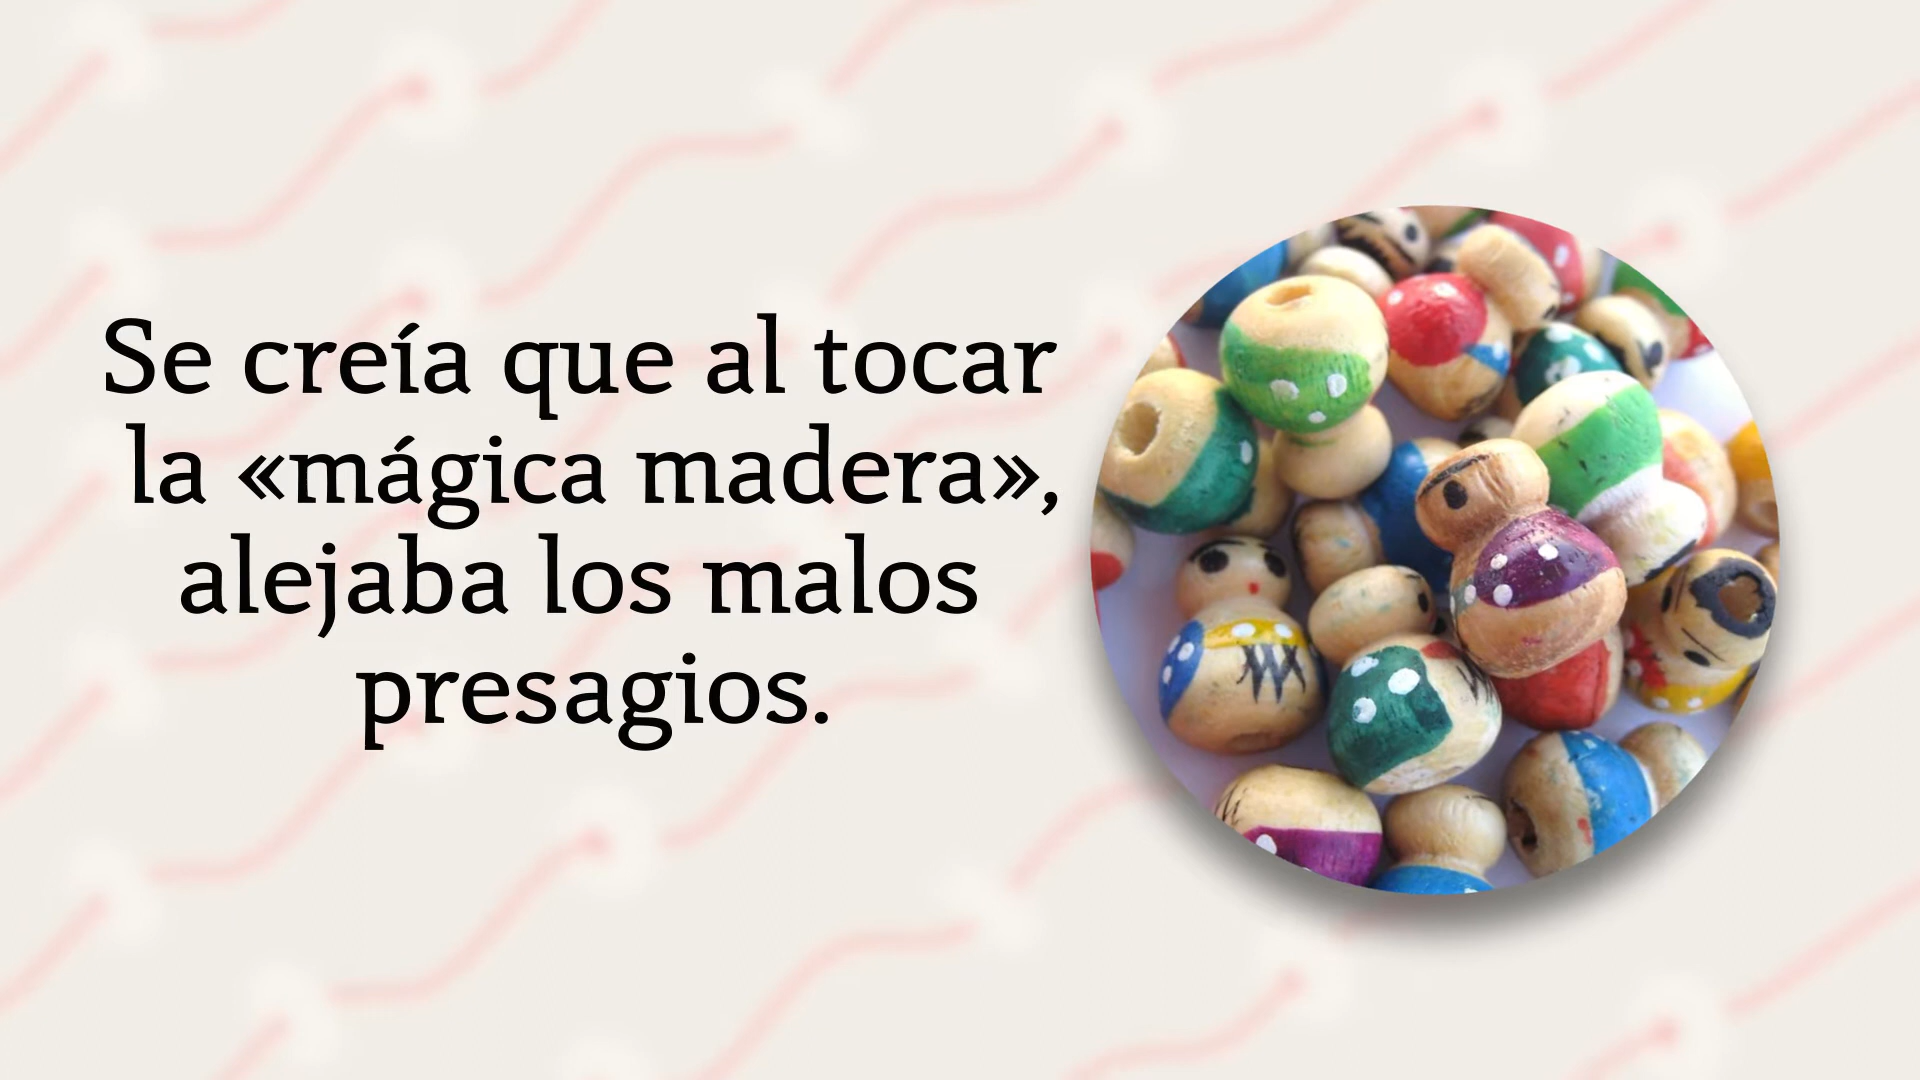 Se creía que al tocar
la «mágica madera»,
alejaba los malos
presagios.